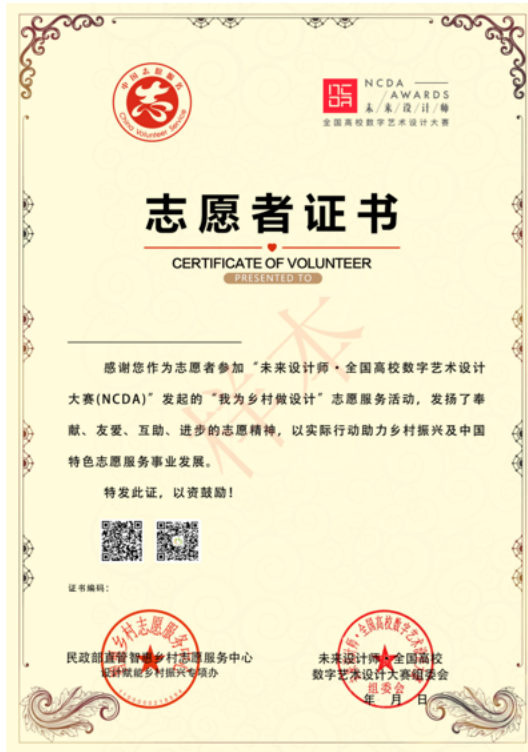 中国志愿服务
China Volunteer Service
NCDA
NCDA
AWARDS
未/来/设/计/师
全国高校数字艺术设计大赛
志愿者证书
CERTIFICATE OF VOLUNTEER
PRESENTED TO
样本
感谢您作为志愿者参加“未来设计师·全国高校数字艺术设计
大赛(NCDA)”发起的“我为乡村做设计”志愿服务活动，发扬了奉
献、友爱、互助、进步的志愿精神，以实际行动助力乡村振兴及中国
特色志愿服务事业发展。
特发此证，以资鼓励！
证书编码：
民政部直管智惠乡村志愿服务中心
设计赋能乡村振兴专项办
未来设计师·全国高校
数字艺术设计大赛组委会
组委会
年 月 日